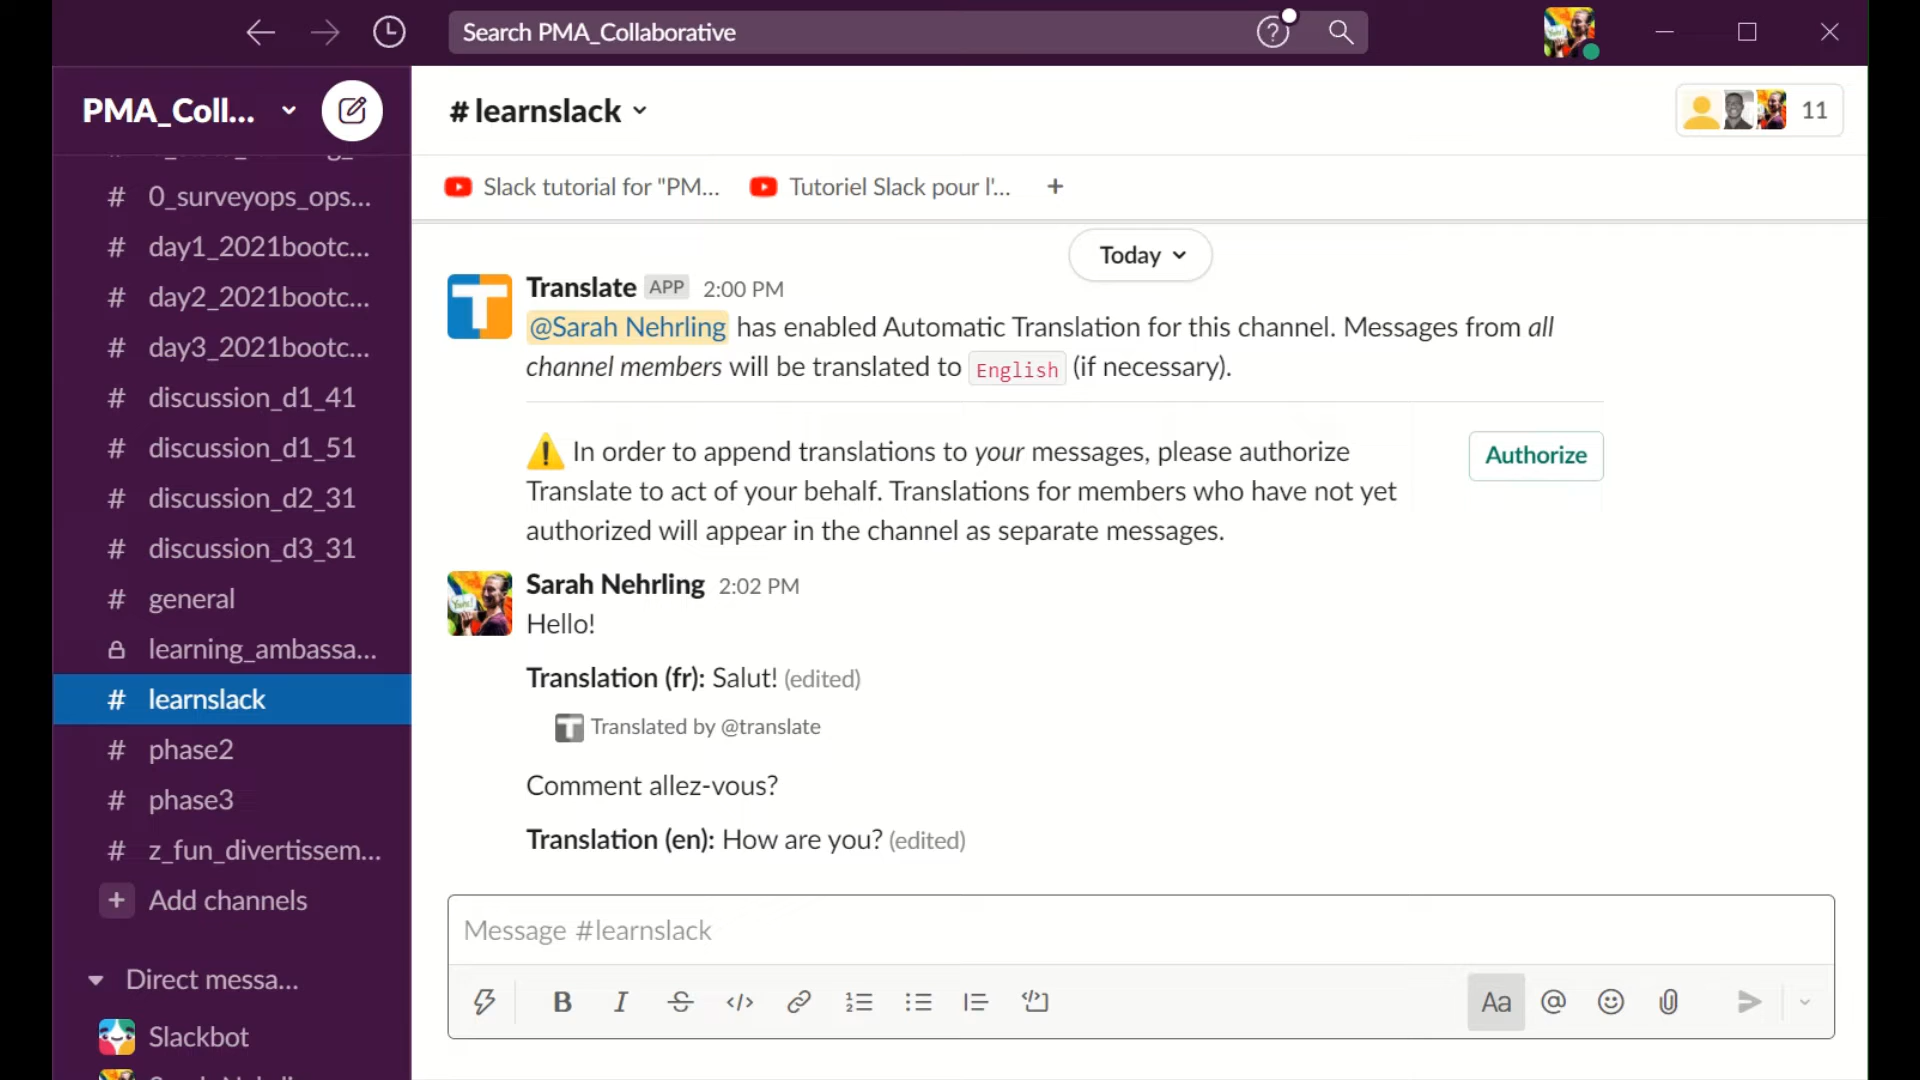 Search PMA_Collaborative
PMA_Coll...
# learnslack
11
Slack tutorial for "PM...
Tutoriel Slack pour l'...
+
# 0_surveyops_ops...
# day1_2021bootc...
# day2_2021bootc...
# day3_2021bootc...
# discussion_d1_41
# discussion_d1_51
# discussion_d2_31
# discussion_d3_31
# general
learning_ambassa...
# learnslack
# phase2
# phase3
# z_fun_divertissem...
+ Add channels
Direct messa...
Slackbot
Today
Translate APP 2:00 PM
@Sarah Nehrling has enabled Automatic Translation for this channel. Messages from all
channel members will be translated to English (if necessary).
In order to append translations to your messages, please authorize
Translate to act of your behalf. Translations for members who have not yet
authorized will appear in the channel as separate messages.
Authorize
Sarah Nehrling 2:02 PM
Hello!
Translation (fr): Salut! (edited)
Translated by @translate
Comment allez-vous?
Translation (en): How are you? (edited)
Message #learnslack
B I S </> Aa @